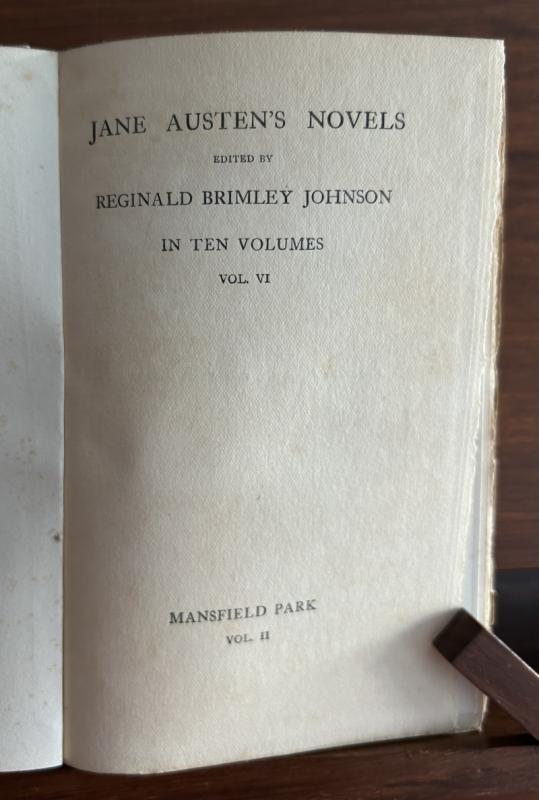 JANE AUSTEN'S NOVELS
EDITED BY
REGINALD BRIMLEY JOHNSON
IN TEN VOLUMES
VOL. VI
MANSFIELD PARK
VOL. II